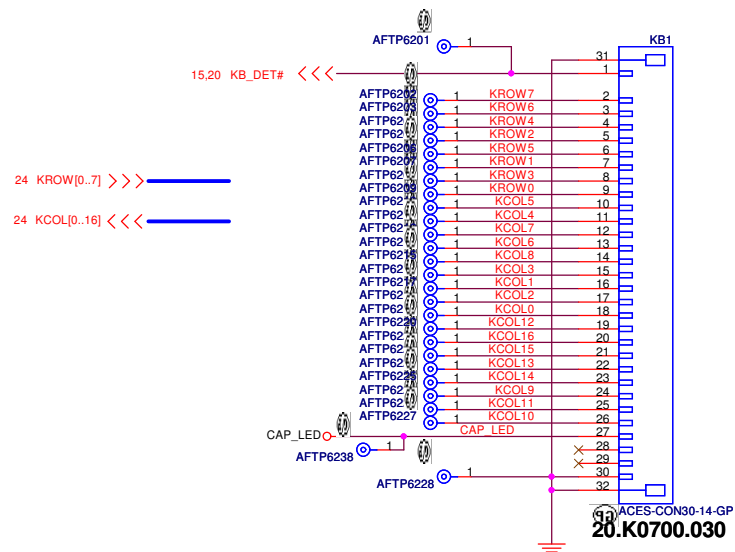 AFTP6201 1 KB1
31
15,20 KB_DET# 1
AFTP6202 1 KROW7 2
AFTP6203 1 KROW6 3
1 KROW4 4
1 KROW2 5
AFTP6206 1 KROW5 6
AFTP6207 1 KROW1 7
24 KROW[0..7] 1 KROW3 8
AFTP6209 1 KROW0 9
1 KCOL5 10
24 KCOL[0..16] 1 KCOL4 11
1 KCOL7 12
1 KCOL6 13
1 KCOL8 14
1 KCOL3 15
1 KCOL1 16
1 KCOL2 17
1 KCOL0 18
AFTP6220 1 KCOL12 19
1 KCOL16 20
1 KCOL15 21
1 KCOL13 22
1 KCOL14 23
1 KCOL9 24
1 KCOL11 25
AFTP6227 1 KCOL10 26
CAP_LED CAP_LED 27
AFTP6238 1 28
29
AFTP6228 1 30
32
ACES-CON30-14-GP
20.K0700.030